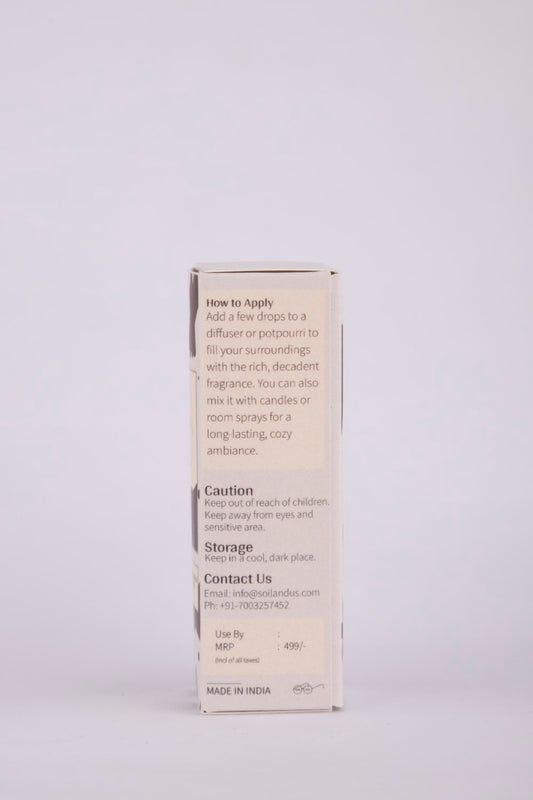 How to Apply
Add a few drops to a
diffuser or potpourri to
fill your surroundings
with the rich, decadent
fragrance. You can also
mix it with candles or
room sprays for a
long-lasting, cozy
ambiance.
Caution
Keep out of reach of children.
Keep away from eyes and
sensitive area.
Storage
Keep in a cool, dark place.
Contact Us
Email: info@soilandus.com
Ph: +91-7003257452
Use By :
MRP : 499/-
(Incl of all taxes)
MADE IN INDIA